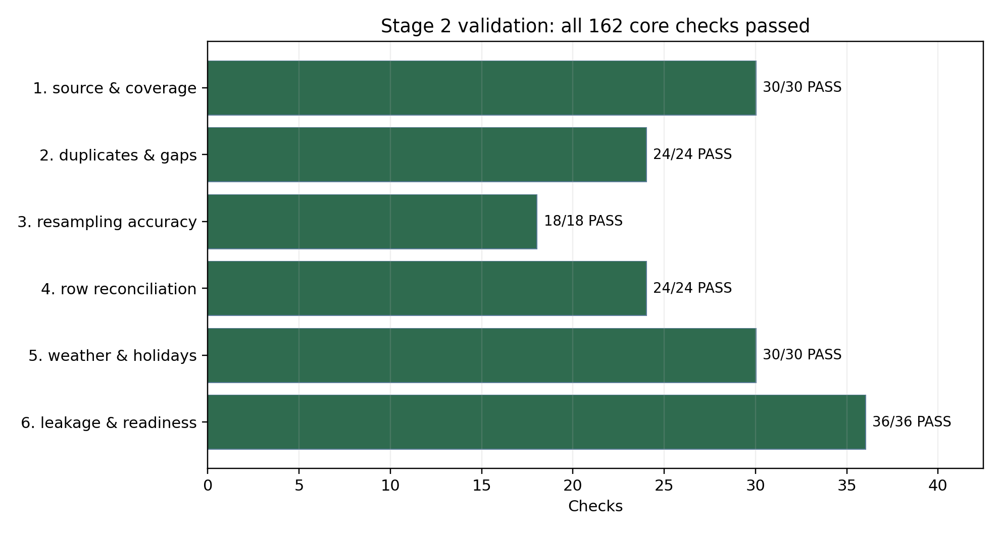 Stage 2 validation: all 162 core checks passed
1. source & coverage
30/30 PASS
2. duplicates & gaps
24/24 PASS
3. resampling accuracy
18/18 PASS
4. row reconciliation
24/24 PASS
5. weather & holidays
30/30 PASS
6. leakage & readiness
36/36 PASS
0 5 10 15 20 25 30 35 40
Checks